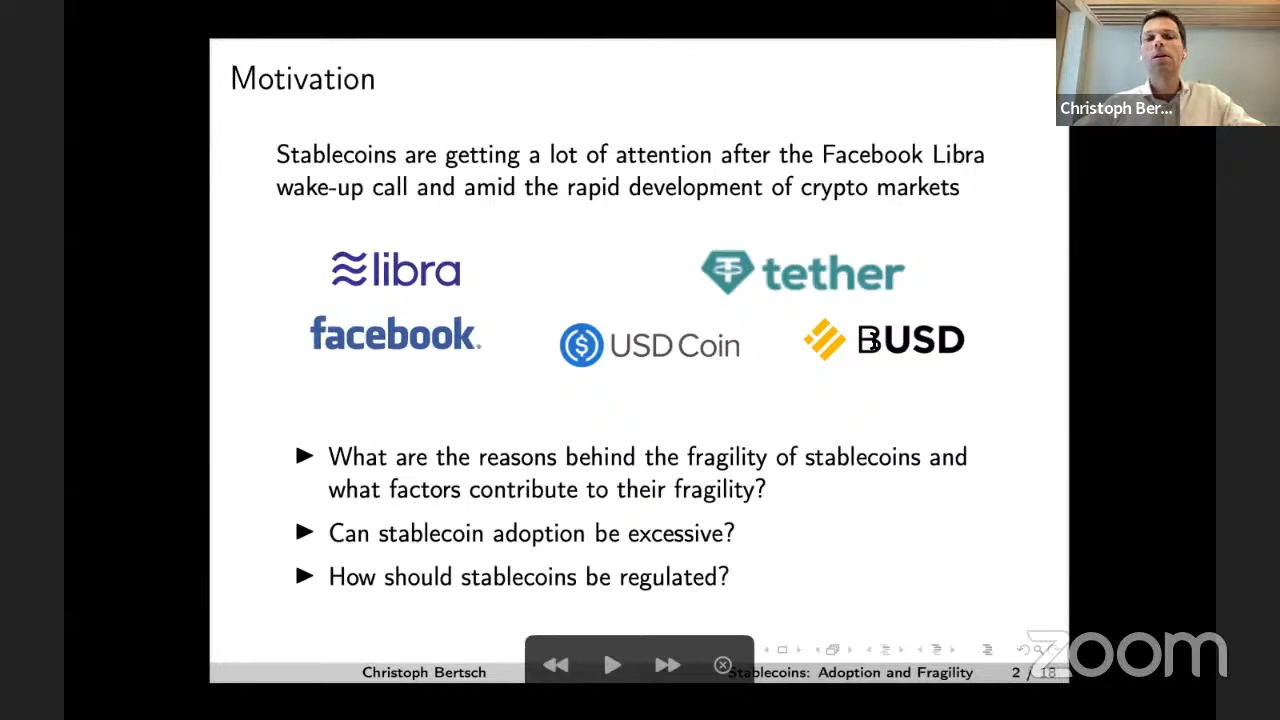 Motivation
Christoph Ber...
Stablecoins are getting a lot of attention after the Facebook Libra
wake-up call and amid the rapid development of crypto markets
libra
tether
facebook.
USD Coin
BUSD
What are the reasons behind the fragility of stablecoins and
what factors contribute to their fragility?
Can stablecoin adoption be excessive?
How should stablecoins be regulated?
Christoph Bertsch
Stablecoins: Adoption and Fragility
2 / 18
zoom